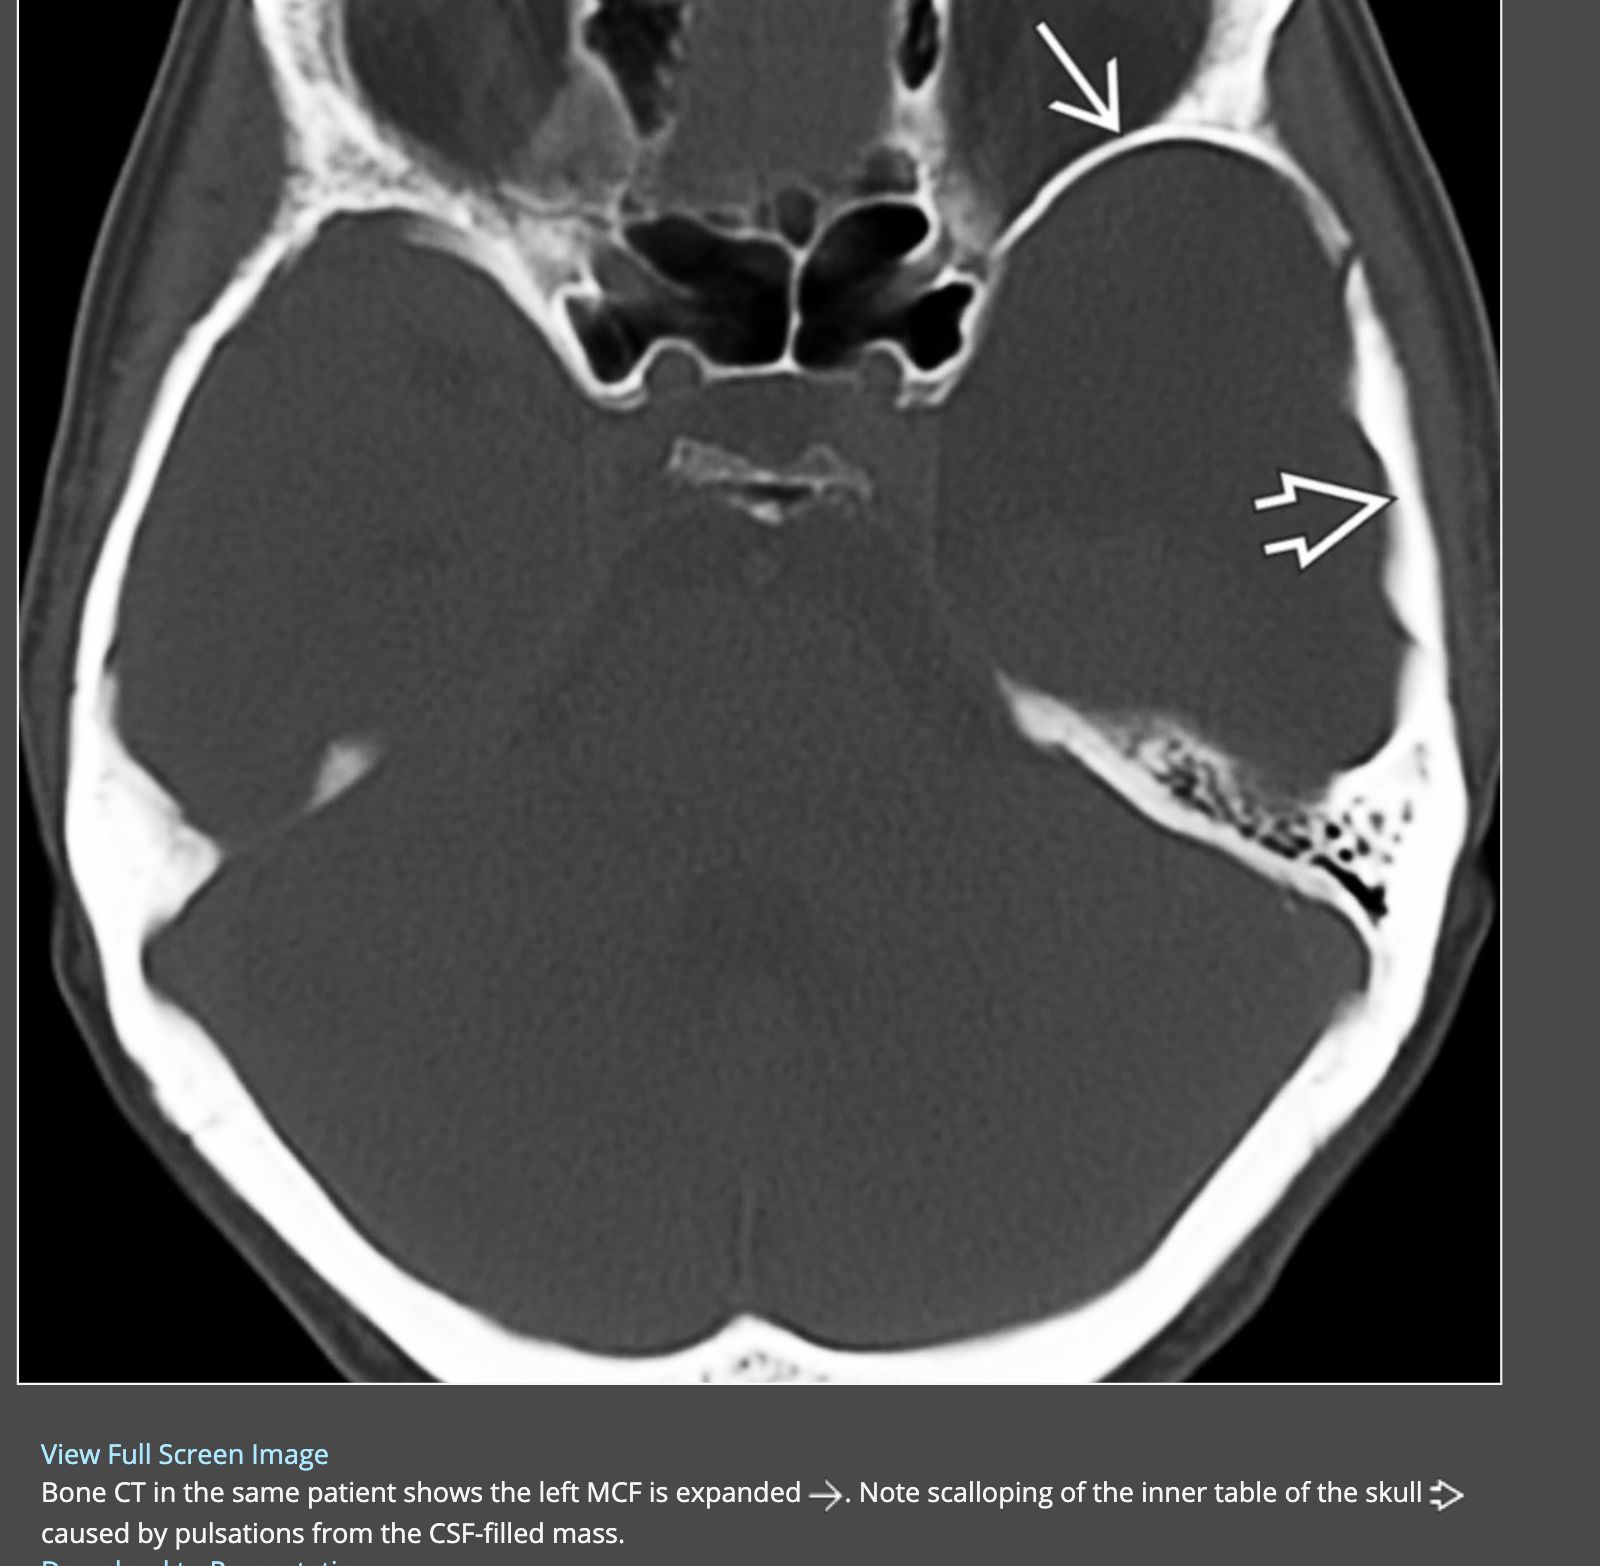 View Full Screen Image
Bone CT in the same patient shows the left MCF is expanded →. Note scalloping of the inner table of the skull ⇨
caused by pulsations from the CSF-filled mass.